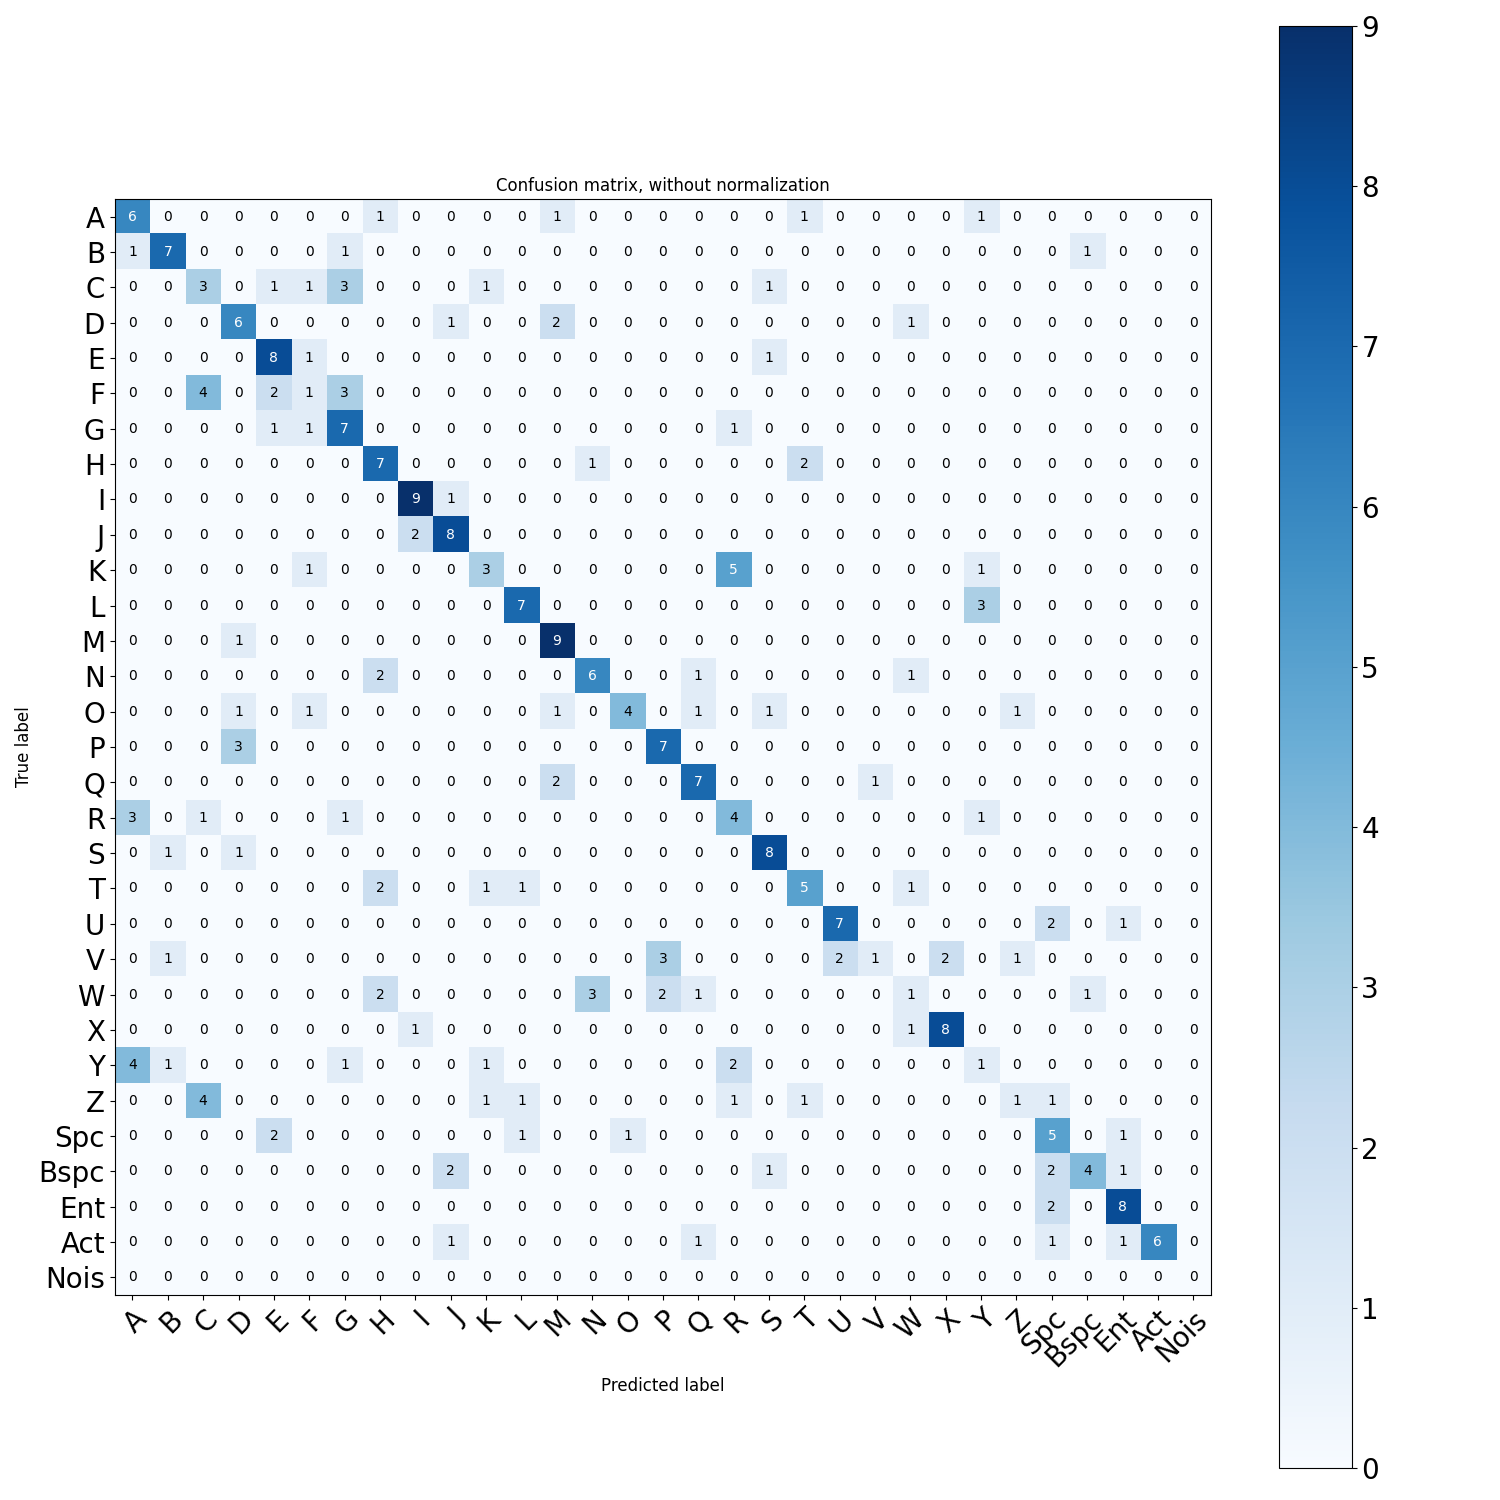 Confusion matrix, without normalization
A 6 0 0 0 0 0 0 1 0 0 0 0 1 0 0 0 0 0 0 1 0 0 0 0 1 0 0 0 0 0 0
B 1 7 0 0 0 0 1 0 0 0 0 0 0 0 0 0 0 0 0 0 0 0 0 0 0 0 0 1 0 0 0
C 0 0 3 0 1 1 3 0 0 0 1 0 0 0 0 0 0 0 1 0 0 0 0 0 0 0 0 0 0 0 0
D 0 0 0 6 0 0 0 0 0 1 0 0 2 0 0 0 0 0 0 0 0 0 1 0 0 0 0 0 0 0 0
E 0 0 0 0 8 1 0 0 0 0 0 0 0 0 0 0 0 0 1 0 0 0 0 0 0 0 0 0 0 0 0
F 0 0 4 0 2 1 3 0 0 0 0 0 0 0 0 0 0 0 0 0 0 0 0 0 0 0 0 0 0 0 0
G 0 0 0 0 1 1 7 0 0 0 0 0 0 0 0 0 0 1 0 0 0 0 0 0 0 0 0 0 0 0 0
H 0 0 0 0 0 0 0 7 0 0 0 0 0 1 0 0 0 0 0 2 0 0 0 0 0 0 0 0 0 0 0
I 0 0 0 0 0 0 0 0 9 1 0 0 0 0 0 0 0 0 0 0 0 0 0 0 0 0 0 0 0 0 0
J 0 0 0 0 0 0 0 0 2 8 0 0 0 0 0 0 0 0 0 0 0 0 0 0 0 0 0 0 0 0 0
K 0 0 0 0 0 1 0 0 0 0 3 0 0 0 0 0 0 5 0 0 0 0 0 0 1 0 0 0 0 0 0
L 0 0 0 0 0 0 0 0 0 0 0 7 0 0 0 0 0 0 0 0 0 0 0 0 3 0 0 0 0 0 0
M 0 0 0 1 0 0 0 0 0 0 0 0 9 0 0 0 0 0 0 0 0 0 0 0 0 0 0 0 0 0 0
N 0 0 0 0 0 0 0 2 0 0 0 0 0 6 0 0 1 0 0 0 0 0 1 0 0 0 0 0 0 0 0
O 0 0 0 1 0 1 0 0 0 0 0 0 1 0 4 0 1 0 1 0 0 0 0 0 0 1 0 0 0 0 0
P 0 0 0 3 0 0 0 0 0 0 0 0 0 0 0 7 0 0 0 0 0 0 0 0 0 0 0 0 0 0 0
Q 0 0 0 0 0 0 0 0 0 0 0 0 2 0 0 0 7 0 0 0 0 1 0 0 0 0 0 0 0 0 0
R 3 0 1 0 0 0 1 0 0 0 0 0 0 0 0 0 0 4 0 0 0 0 0 0 1 0 0 0 0 0 0
S 0 1 0 1 0 0 0 0 0 0 0 0 0 0 0 0 0 0 8 0 0 0 0 0 0 0 0 0 0 0 0
T 0 0 0 0 0 0 0 2 0 0 1 1 0 0 0 0 0 0 0 5 0 0 1 0 0 0 0 0 0 0 0
U 0 0 0 0 0 0 0 0 0 0 0 0 0 0 0 0 0 0 0 0 7 0 0 0 0 0 2 0 1 0 0
V 0 1 0 0 0 0 0 0 0 0 0 0 0 0 0 3 0 0 0 0 2 1 0 2 0 1 0 0 0 0 0
W 0 0 0 0 0 0 0 2 0 0 0 0 0 3 0 2 1 0 0 0 0 0 1 0 0 0 0 1 0 0 0
X 0 0 0 0 0 0 0 0 1 0 0 0 0 0 0 0 0 0 0 0 0 0 1 8 0 0 0 0 0 0 0
Y 4 1 0 0 0 0 1 0 0 0 1 0 0 0 0 0 0 2 0 0 0 0 0 0 1 0 0 0 0 0 0
Z 0 0 4 0 0 0 0 0 0 0 1 1 0 0 0 0 0 1 0 1 0 0 0 0 0 1 1 0 0 0 0
Spc 0 0 0 0 2 0 0 0 0 0 0 1 0 0 1 0 0 0 0 0 0 0 0 0 0 0 5 0 1 0 0
Bspc 0 0 0 0 0 0 0 0 0 2 0 0 0 0 0 0 0 0 1 0 0 0 0 0 0 0 2 4 1 0 0
Ent 0 0 0 0 0 0 0 0 0 0 0 0 0 0 0 0 0 0 0 0 0 0 0 0 0 0 2 0 8 0 0
Act 0 0 0 0 0 0 0 0 0 1 0 0 0 0 0 0 1 0 0 0 0 0 0 0 0 0 1 0 1 6 0
Nois 0 0 0 0 0 0 0 0 0 0 0 0 0 0 0 0 0 0 0 0 0 0 0 0 0 0 0 0 0 0 0
A B C D E F G H I J K L M N O P Q R S T U V W X Y Z Spc Bspc Ent Act Nois
Predicted label
True label
9
8
7
6
5
4
3
2
1
0